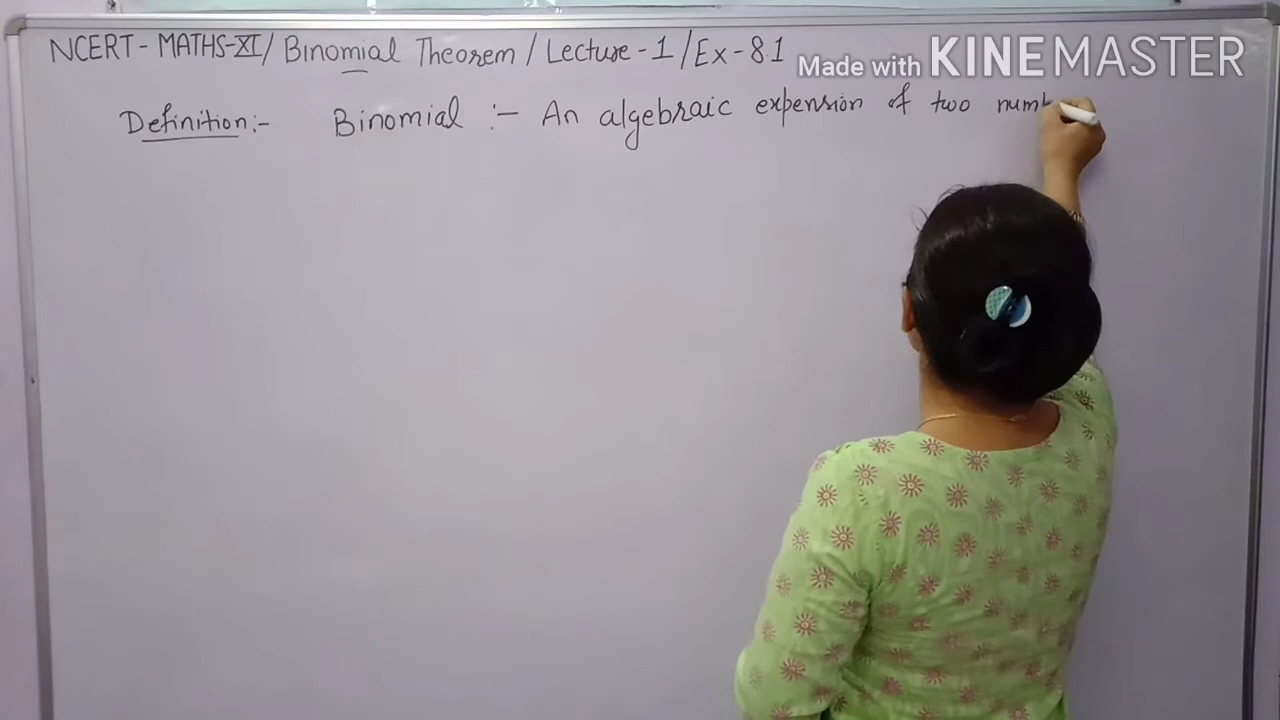 NCERT - MATHS-XI / Binomial Theorem / Lecture - 1 / Ex - 8.1
Made with KINEMASTER
Definition:- Binomial :- An algebraic expension of two numb